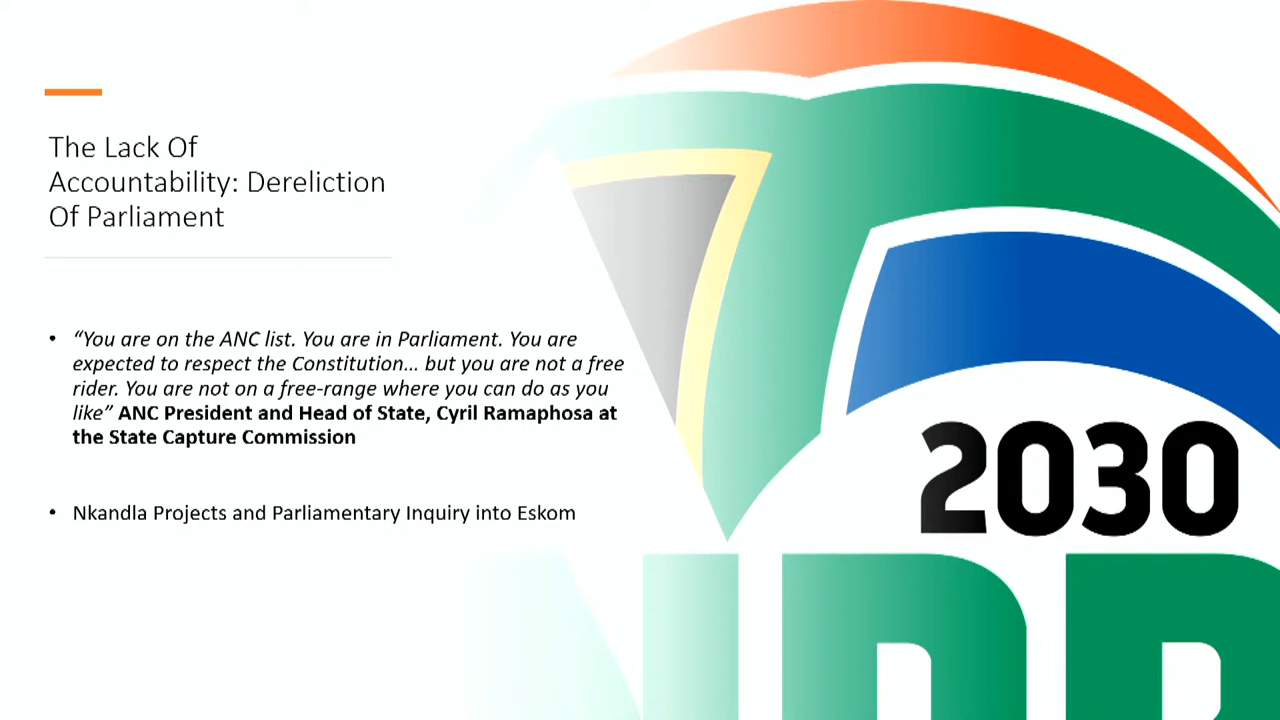 The Lack Of
Accountability: Dereliction
Of Parliament
• “You are on the ANC list. You are in Parliament. You are
expected to respect the Constitution... but you are not a free
rider. You are not on a free-range where you can do as you
like” ANC President and Head of State, Cyril Ramaphosa at
the State Capture Commission
• Nkandla Projects and Parliamentary Inquiry into Eskom
2030